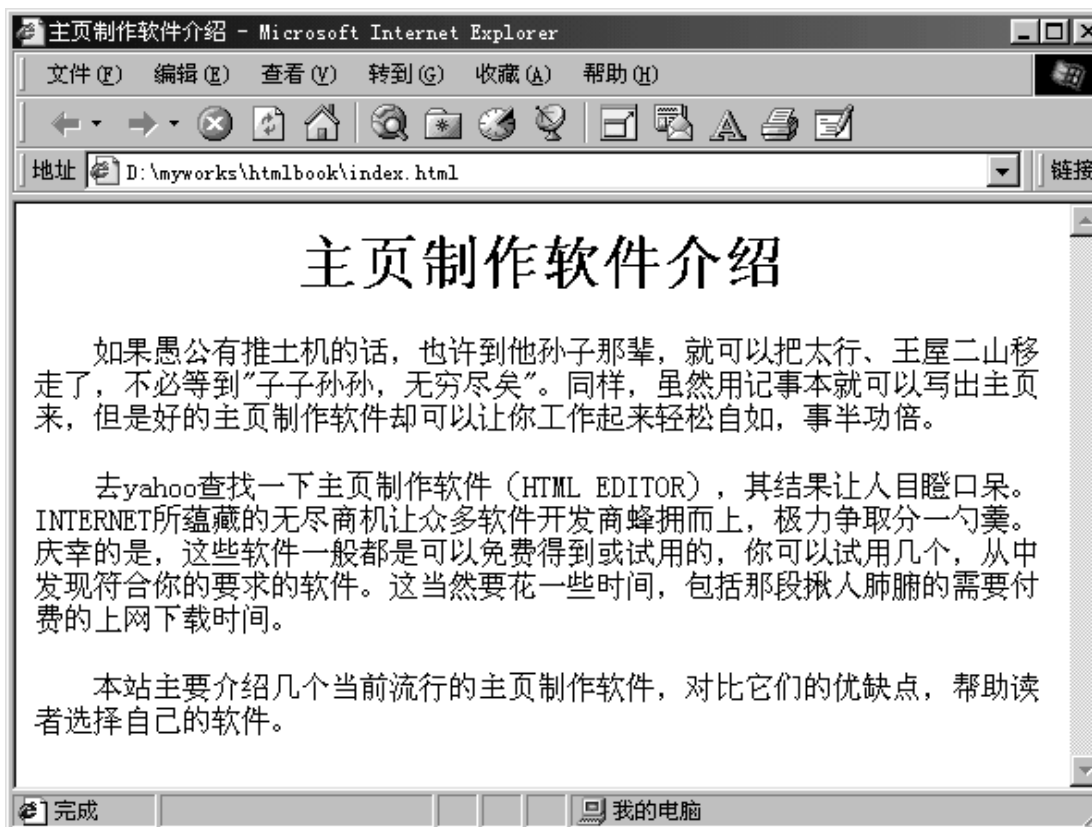 主页制作软件介绍 - Microsoft Internet Explorer
文件(F) 编辑(E) 查看(V) 转到(G) 收藏(A) 帮助(H)
地址 D:\myworks\htmlbook\index.html 链接
主页制作软件介绍
如果愚公有推土机的话，也许到他孙子那辈，就可以把太行、王屋二山移
走了，不必等到"子子孙孙，无穷尽矣"。同样，虽然用记事本就可以写出主页
来，但是好的主页制作软件却可以让你工作起来轻松自如，事半功倍。
去yahoo查找一下主页制作软件（HTML EDITOR），其结果让人目瞪口呆。
INTERNET所蕴藏的无尽商机让众多软件开发商蜂拥而上，极力争取分一勺羹。
庆幸的是，这些软件一般都是可以免费得到或试用的，你可以试用几个，从中
发现符合你的要求的软件。这当然要花一些时间，包括那段揪人肺腑的需要付
费的上网下载时间。
本站主要介绍几个当前流行的主页制作软件，对比它们的优缺点，帮助读
者选择自己的软件。
完成 我的电脑